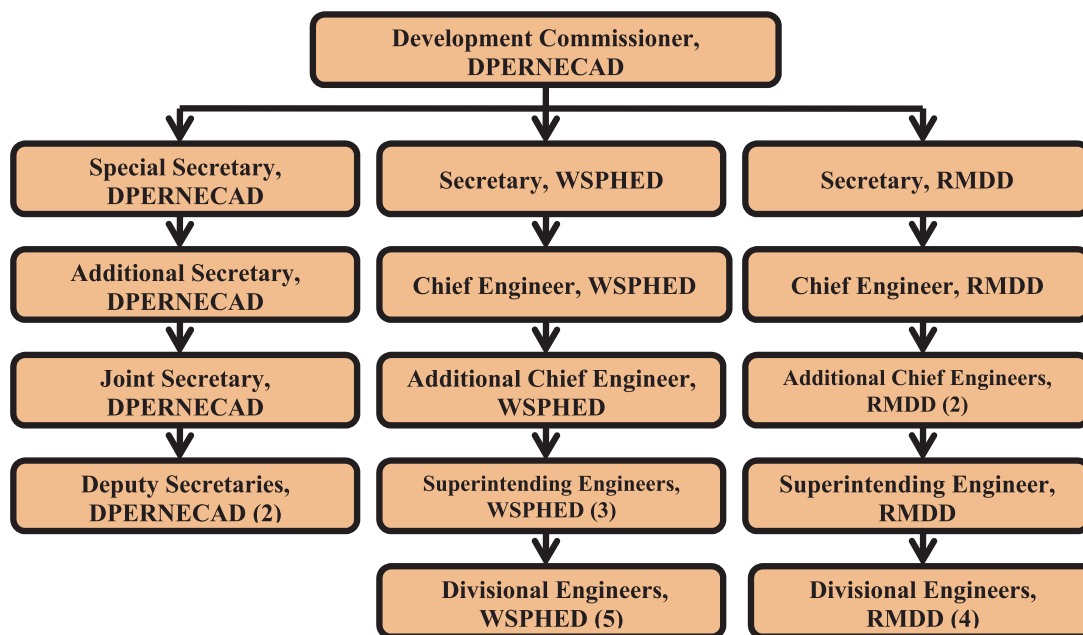 Development Commissioner,
DPERNECAD
Special Secretary,
DPERNECAD
Secretary, WSPHED
Secretary, RMDD
Additional Secretary,
DPERNECAD
Chief Engineer, WSPHED
Chief Engineer, RMDD
Joint Secretary,
DPERNECAD
Additional Chief Engineer,
WSPHED
Additional Chief Engineers,
RMDD (2)
Deputy Secretaries,
DPERNECAD (2)
Superintending Engineers,
WSPHED (3)
Superintending Engineer,
RMDD
Divisional Engineers,
WSPHED (5)
Divisional Engineers,
RMDD (4)